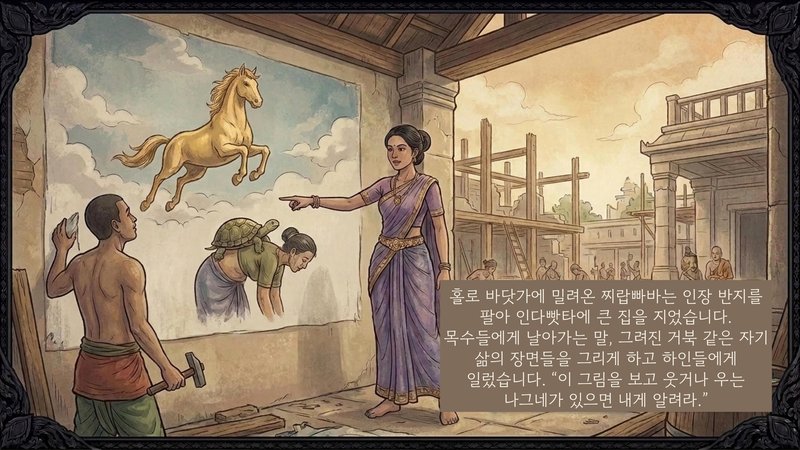 홀로 바닷가에 밀려온 찌랍빠바는 인장 반지를
팔아 인다빳타에 큰 집을 지었습니다.
목수들에게 날아가는 말, 그려진 거북 같은 자기
삶의 장면들을 그리게 하고 하인들에게
일렀습니다. “이 그림을 보고 웃거나 우는
나그네가 있으면 내게 알려라.”